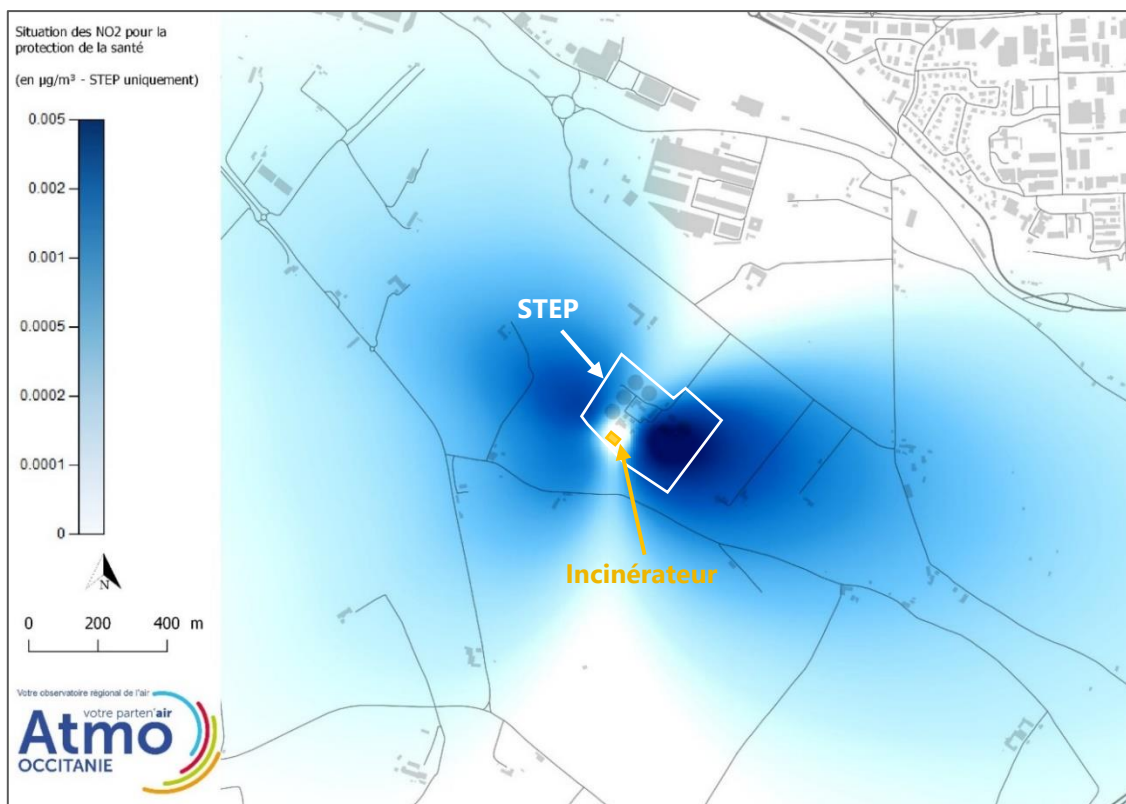 Situation des NO2 pour la
protection de la santé
(en µg/m³ - STEP uniquement)
0.005
0.002
0.001
0.0005
0.0002
0.0001
0
N
0 200 400 m
STEP
Incinérateur
Votre observatoire régional de l'air
votre parten'air
Atmo
OCCITANIE